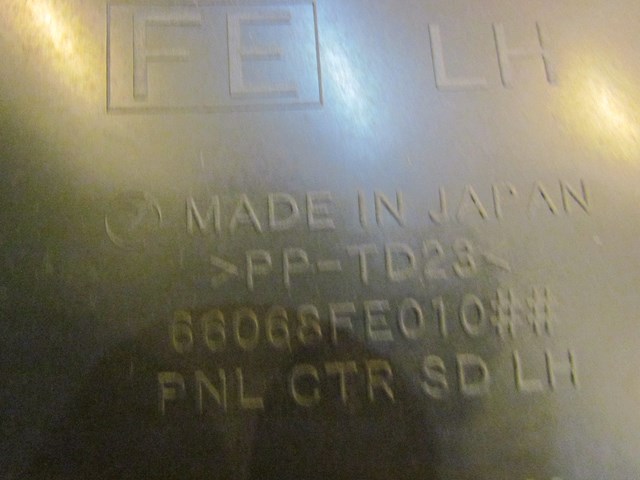 FE LH
MADE IN JAPAN
>PP-TD23<
66068FE010##
PNL CTR SD LH